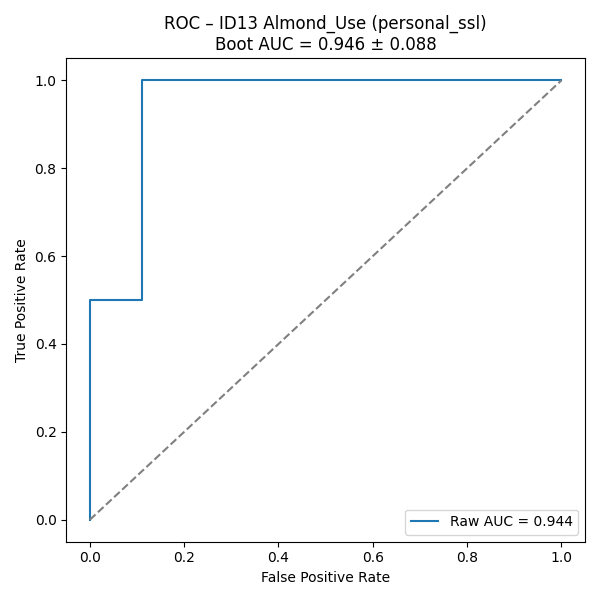 ROC – ID13 Almond_Use (personal_ssl)
Boot AUC = 0.946 ± 0.088
True Positive Rate
1.0
0.8
0.6
0.4
0.2
0.0
Raw AUC = 0.944
0.0 0.2 0.4 0.6 0.8 1.0
False Positive Rate